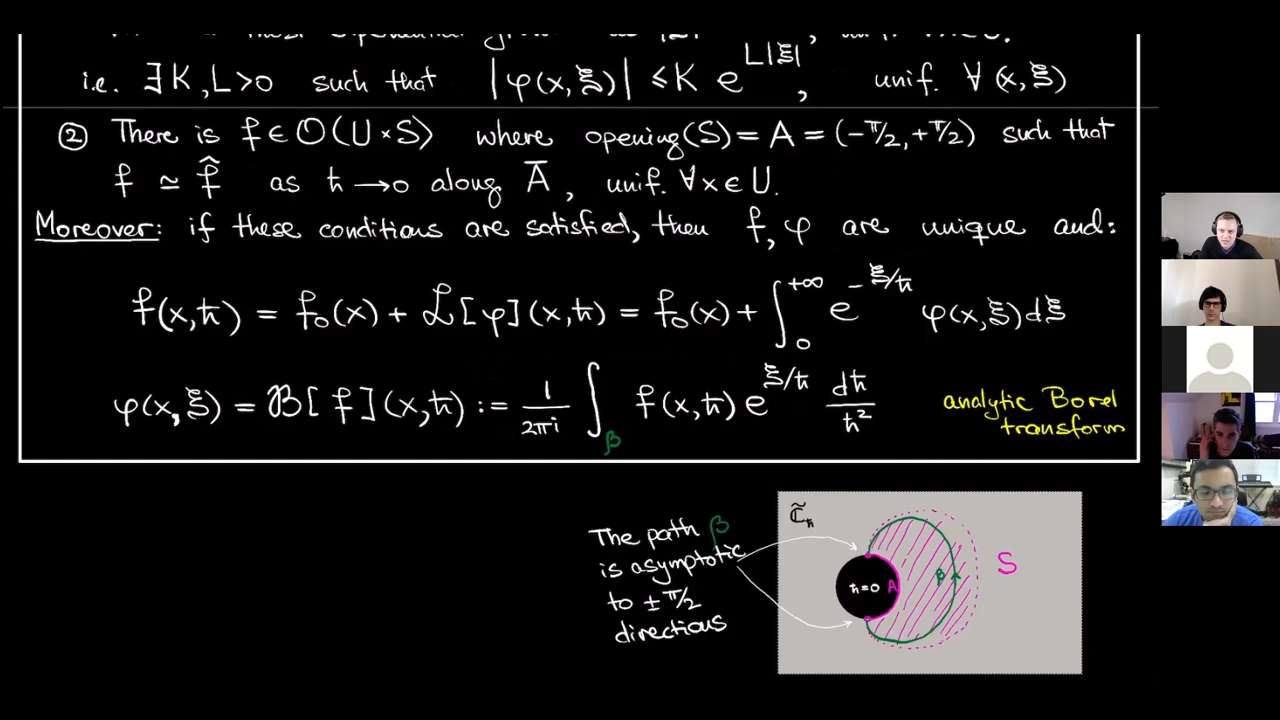 i.e. ∃K,L>0 such that |φ(x,ξ)| ≤ K e^{L|ξ|}, unif. ∀(x,ξ)
② There is f∈O(U×S) where opening(S) = A = (-π/2,+π/2) such that
f ≃ f̂ as ħ→0 along Ā, unif. ∀x∈U.
Moreover: if these conditions are satisfied, then f, φ are unique and:
f(x,ħ) = f₀(x) + ℒ[φ](x,ħ) = f₀(x) + ∫_0^{+∞} e^{-ξ/ħ} φ(x,ξ)dξ
φ(x,ξ) = ℬ[f](x,ħ) := 1/2πi ∫_β f(x,ħ) e^{ξ/ħ} dħ/ħ²
analytic Borel
transform
The path β
is asymptotic
to ±π/2
directions
ℂ̃_ħ
S
ħ=0 A β